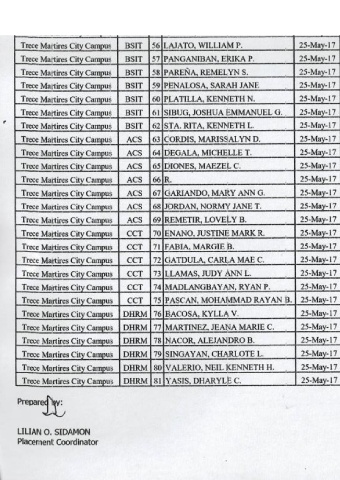 Trece Martires City Campus BSIT 56 LAJATO, WILLIAM P. 25-May-17
Trece Martires City Campus BSIT 57 PANGANIBAN, ERIKA P. 25-May-17
Trece Martires City Campus BSIT 58 PAREÑA, REMELYN S. 25-May-17
Trece Martires City Campus BSIT 59 PENALOSA, SARAH JANE 25-May-17
Trece Martires City Campus BSIT 60 PLATILLA, KENNETH N. 25-May-17
Trece Martires City Campus BSIT 61 SIBUG, JOSHUA EMMANUEL G. 25-May-17
Trece Martires City Campus BSIT 62 STA. RITA, KENNETH L. 25-May-17
Trece Martires City Campus ACS 63 CORDIS, MARISSALYN D. 25-May-17
Trece Martires City Campus ACS 64 DEGALA, MICHELLE T. 25-May-17
Trece Martires City Campus ACS 65 DIONES, MAEZEL C. 25-May-17
Trece Martires City Campus ACS 66 R. 25-May-17
Trece Martires City Campus ACS 67 GARIANDO, MARY ANN G. 25-May-17
Trece Martires City Campus ACS 68 JORDAN, NORMY JANE T. 25-May-17
Trece Martires City Campus ACS 69 REMETIR, LOVELY B. 25-May-17
Trece Martires City Campus CCT 70 ENANO, JUSTINE MARK R. 25-May-17
Trece Martires City Campus CCT 71 FABIA, MARGIE B. 25-May-17
Trece Martires City Campus CCT 72 GATDULA, CARLA MAE C. 25-May-17
Trece Martires City Campus CCT 73 LLAMAS, JUDY ANN L. 25-May-17
Trece Martires City Campus CCT 74 MADLANGBAYAN, RYAN P. 25-May-17
Trece Martires City Campus CCT 75 PASCAN, MOHAMMAD RAYAN B. 25-May-17
Trece Martires City Campus DHRM 76 BACOSA, KYLLA V. 25-May-17
Trece Martires City Campus DHRM 77 MARTINEZ, JEANA MARIE C. 25-May-17
Trece Martires City Campus DHRM 78 NACOR, ALEJANDRO B. 25-May-17
Trece Martires City Campus DHRM 79 SINGAYAN, CHARLOTE L. 25-May-17
Trece Martires City Campus DHRM 80 VALERIO, NEIL KENNETH H. 25-May-17
Trece Martires City Campus DHRM 81 YASIS, DHARYLE C. 25-May-17
Prepared by:
LILIAN O. SIDAMON
Placement Coordinator